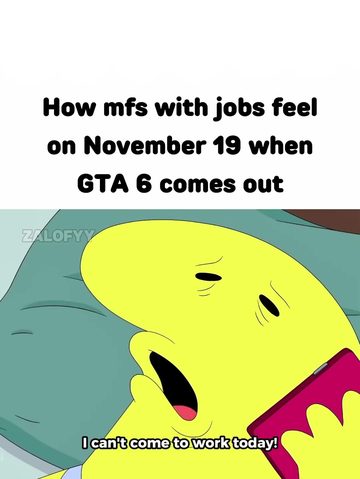 How mfs with jobs feel
on November 19 when
GTA 6 comes out
ZALOFYY
I can't come to work today!